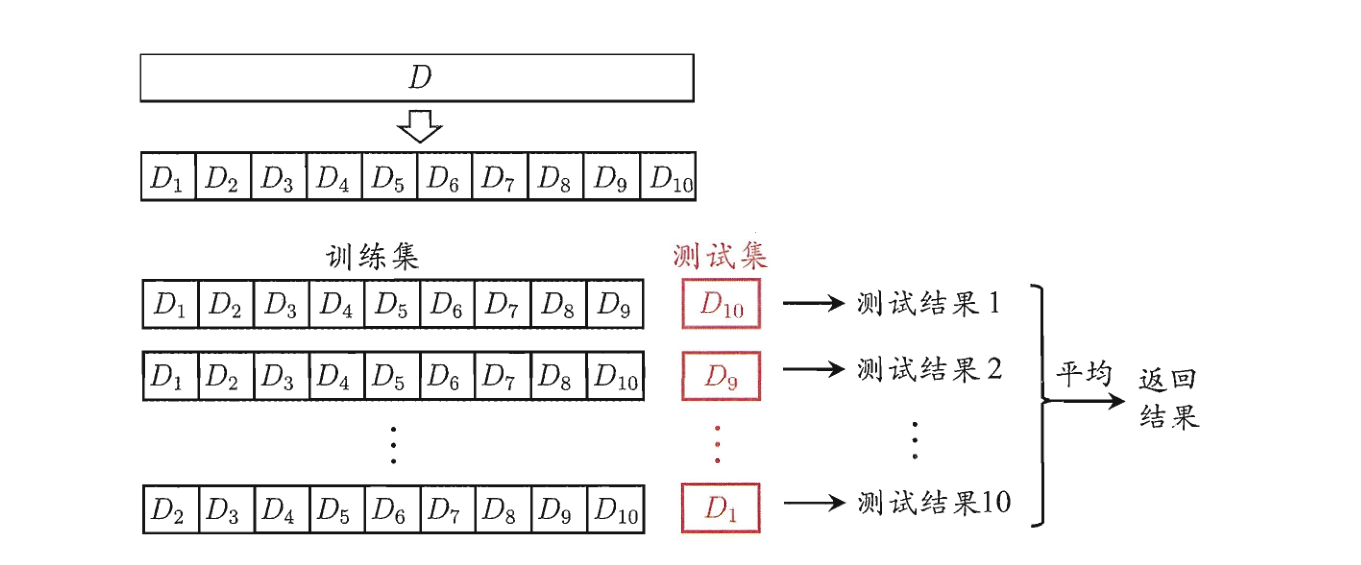 D
D₁ D₂ D₃ D₄ D₅ D₆ D₇ D₈ D₉ D₁₀
训练集 测试集
D₁ D₂ D₃ D₄ D₅ D₆ D₇ D₈ D₉ D₁₀ 测试结果1
D₁ D₂ D₃ D₄ D₅ D₆ D₇ D₈ D₁₀ D₉ 测试结果2
平均 返回
结果
D₂ D₃ D₄ D₅ D₆ D₇ D₈ D₉ D₁₀ D₁ 测试结果10